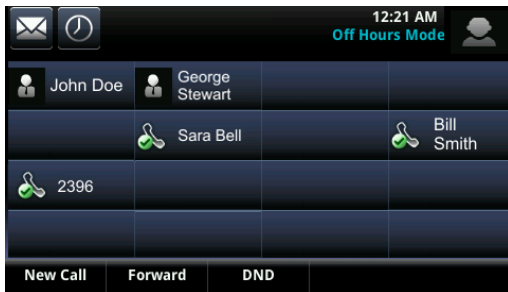 12:21 AM
Off Hours Mode
John Doe
George
Stewart
Sara Bell
Bill
Smith
2396
New Call Forward DND